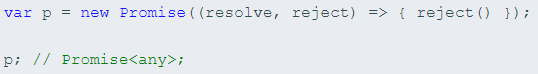 var p = new Promise((resolve, reject) => { reject() });
p; // Promise<any>;